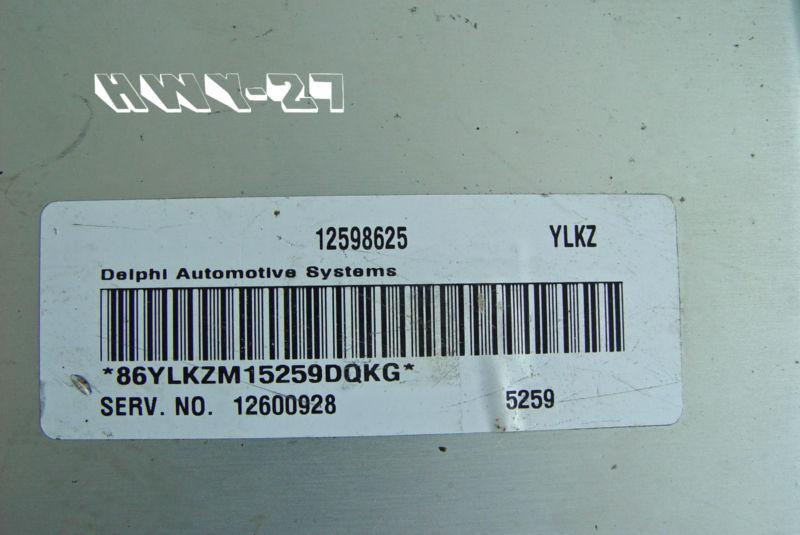 HWY-27
12598625 YLKZ
Delphi Automotive Systems
*86YLKZM15259DQKG*
SERV. NO. 12600928 5259